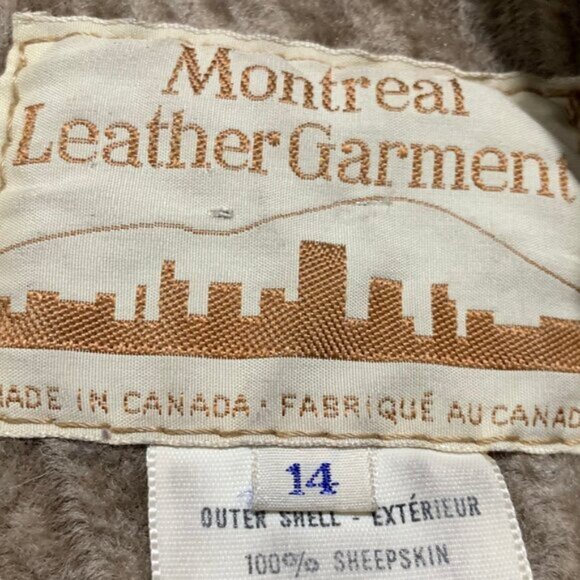 Montreal
Leather Garment
MADE IN CANADA · FABRIQUÉ AU CANADA
14
OUTER SHELL - EXTÉRIEUR
100% SHEEPSKIN